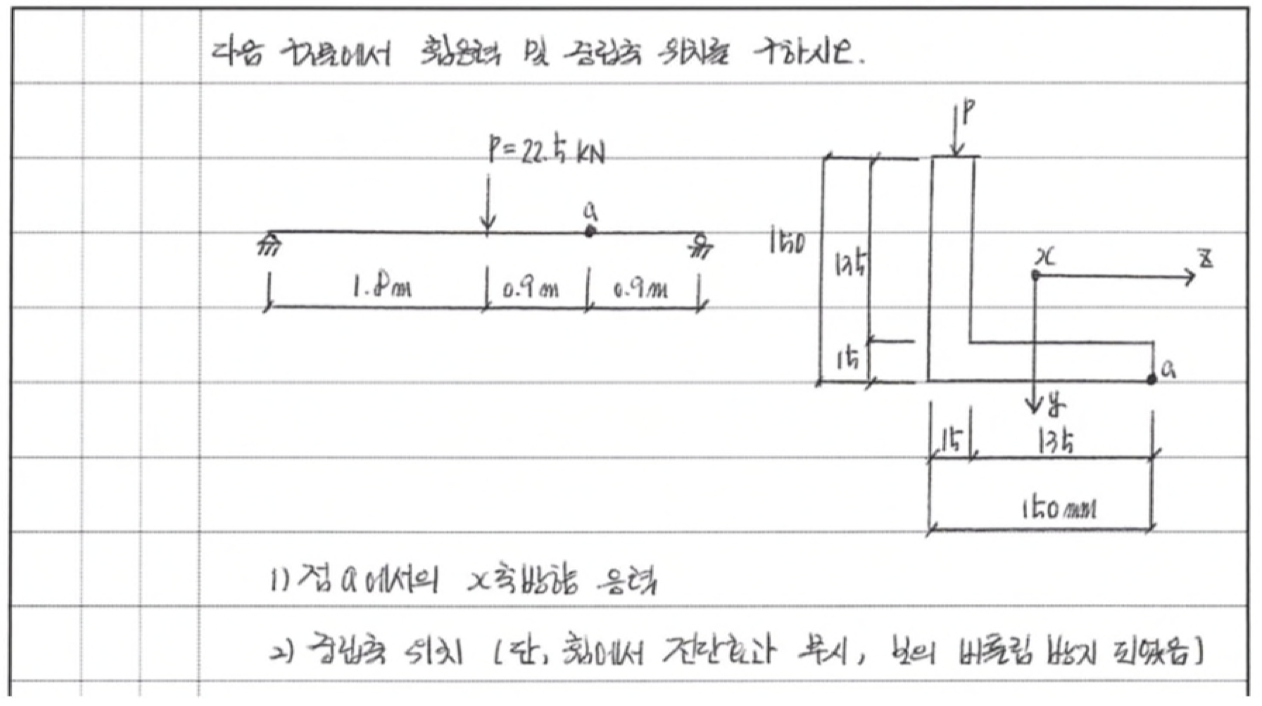 다음 구조물에서 휨응력 및 중립축 위치를 구하시오.
P
P=22.5 kN
a
150
135
x
z
1.8m
0.9m
0.9m
15
a
y
15
135
150mm
1) 점 a에서의 x축방향 응력
2) 중립축 위치 (단, 휨에서 전단효과 무시, 보의 비틀림 방지 되었음)